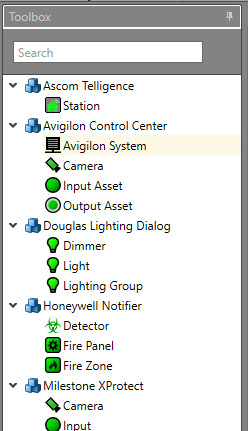 Toolbox
Search
Ascom Telligence
Station
Avigilon Control Center
Avigilon System
Camera
Input Asset
Output Asset
Douglas Lighting Dialog
Dimmer
Light
Lighting Group
Honeywell Notifier
Detector
Fire Panel
Fire Zone
Milestone XProtect
Camera
Input